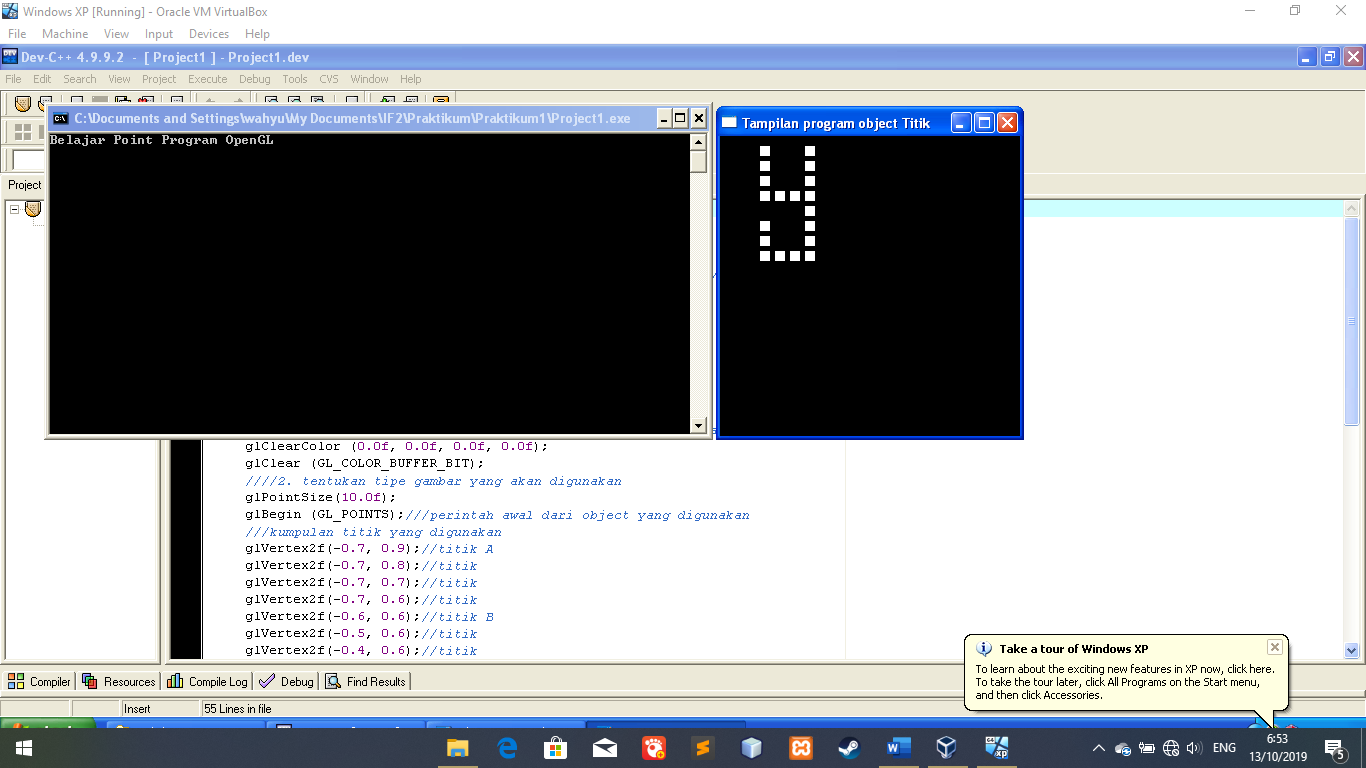 Windows XP [Running] - Oracle VM VirtualBox
File Machine View Input Devices Help
Dev-C++ 4.9.9.2 - [ Project1 ] - Project1.dev
File Edit Search View Project Execute Debug Tools CVS Window Help
C:\Documents and Settings\wahyu\My Documents\IF2\Praktikum\Praktikum1\Project1.exe
Belajar Point Program OpenGL
Tampilan program object Titik
Project
glClearColor (0.0f, 0.0f, 0.0f, 0.0f);
glClear (GL_COLOR_BUFFER_BIT);
////2. tentukan tipe gambar yang akan digunakan
glPointSize(10.0f);
glBegin (GL_POINTS);///perintah awal dari object yang digunakan
///kumpulan titik yang digunakan
glVertex2f(-0.7, 0.9);//titik A
glVertex2f(-0.7, 0.8);//titik
glVertex2f(-0.7, 0.7);//titik
glVertex2f(-0.7, 0.6);//titik
glVertex2f(-0.6, 0.6);//titik B
glVertex2f(-0.5, 0.6);//titik
glVertex2f(-0.4, 0.6);//titik
Take a tour of Windows XP
To learn about the exciting new features in XP now, click here.
To take the tour later, click All Programs on the Start menu,
and then click Accessories.
Compiler Resources Compile Log Debug Find Results
Insert 55 Lines in file
ENG
6:53
13/10/2019
5